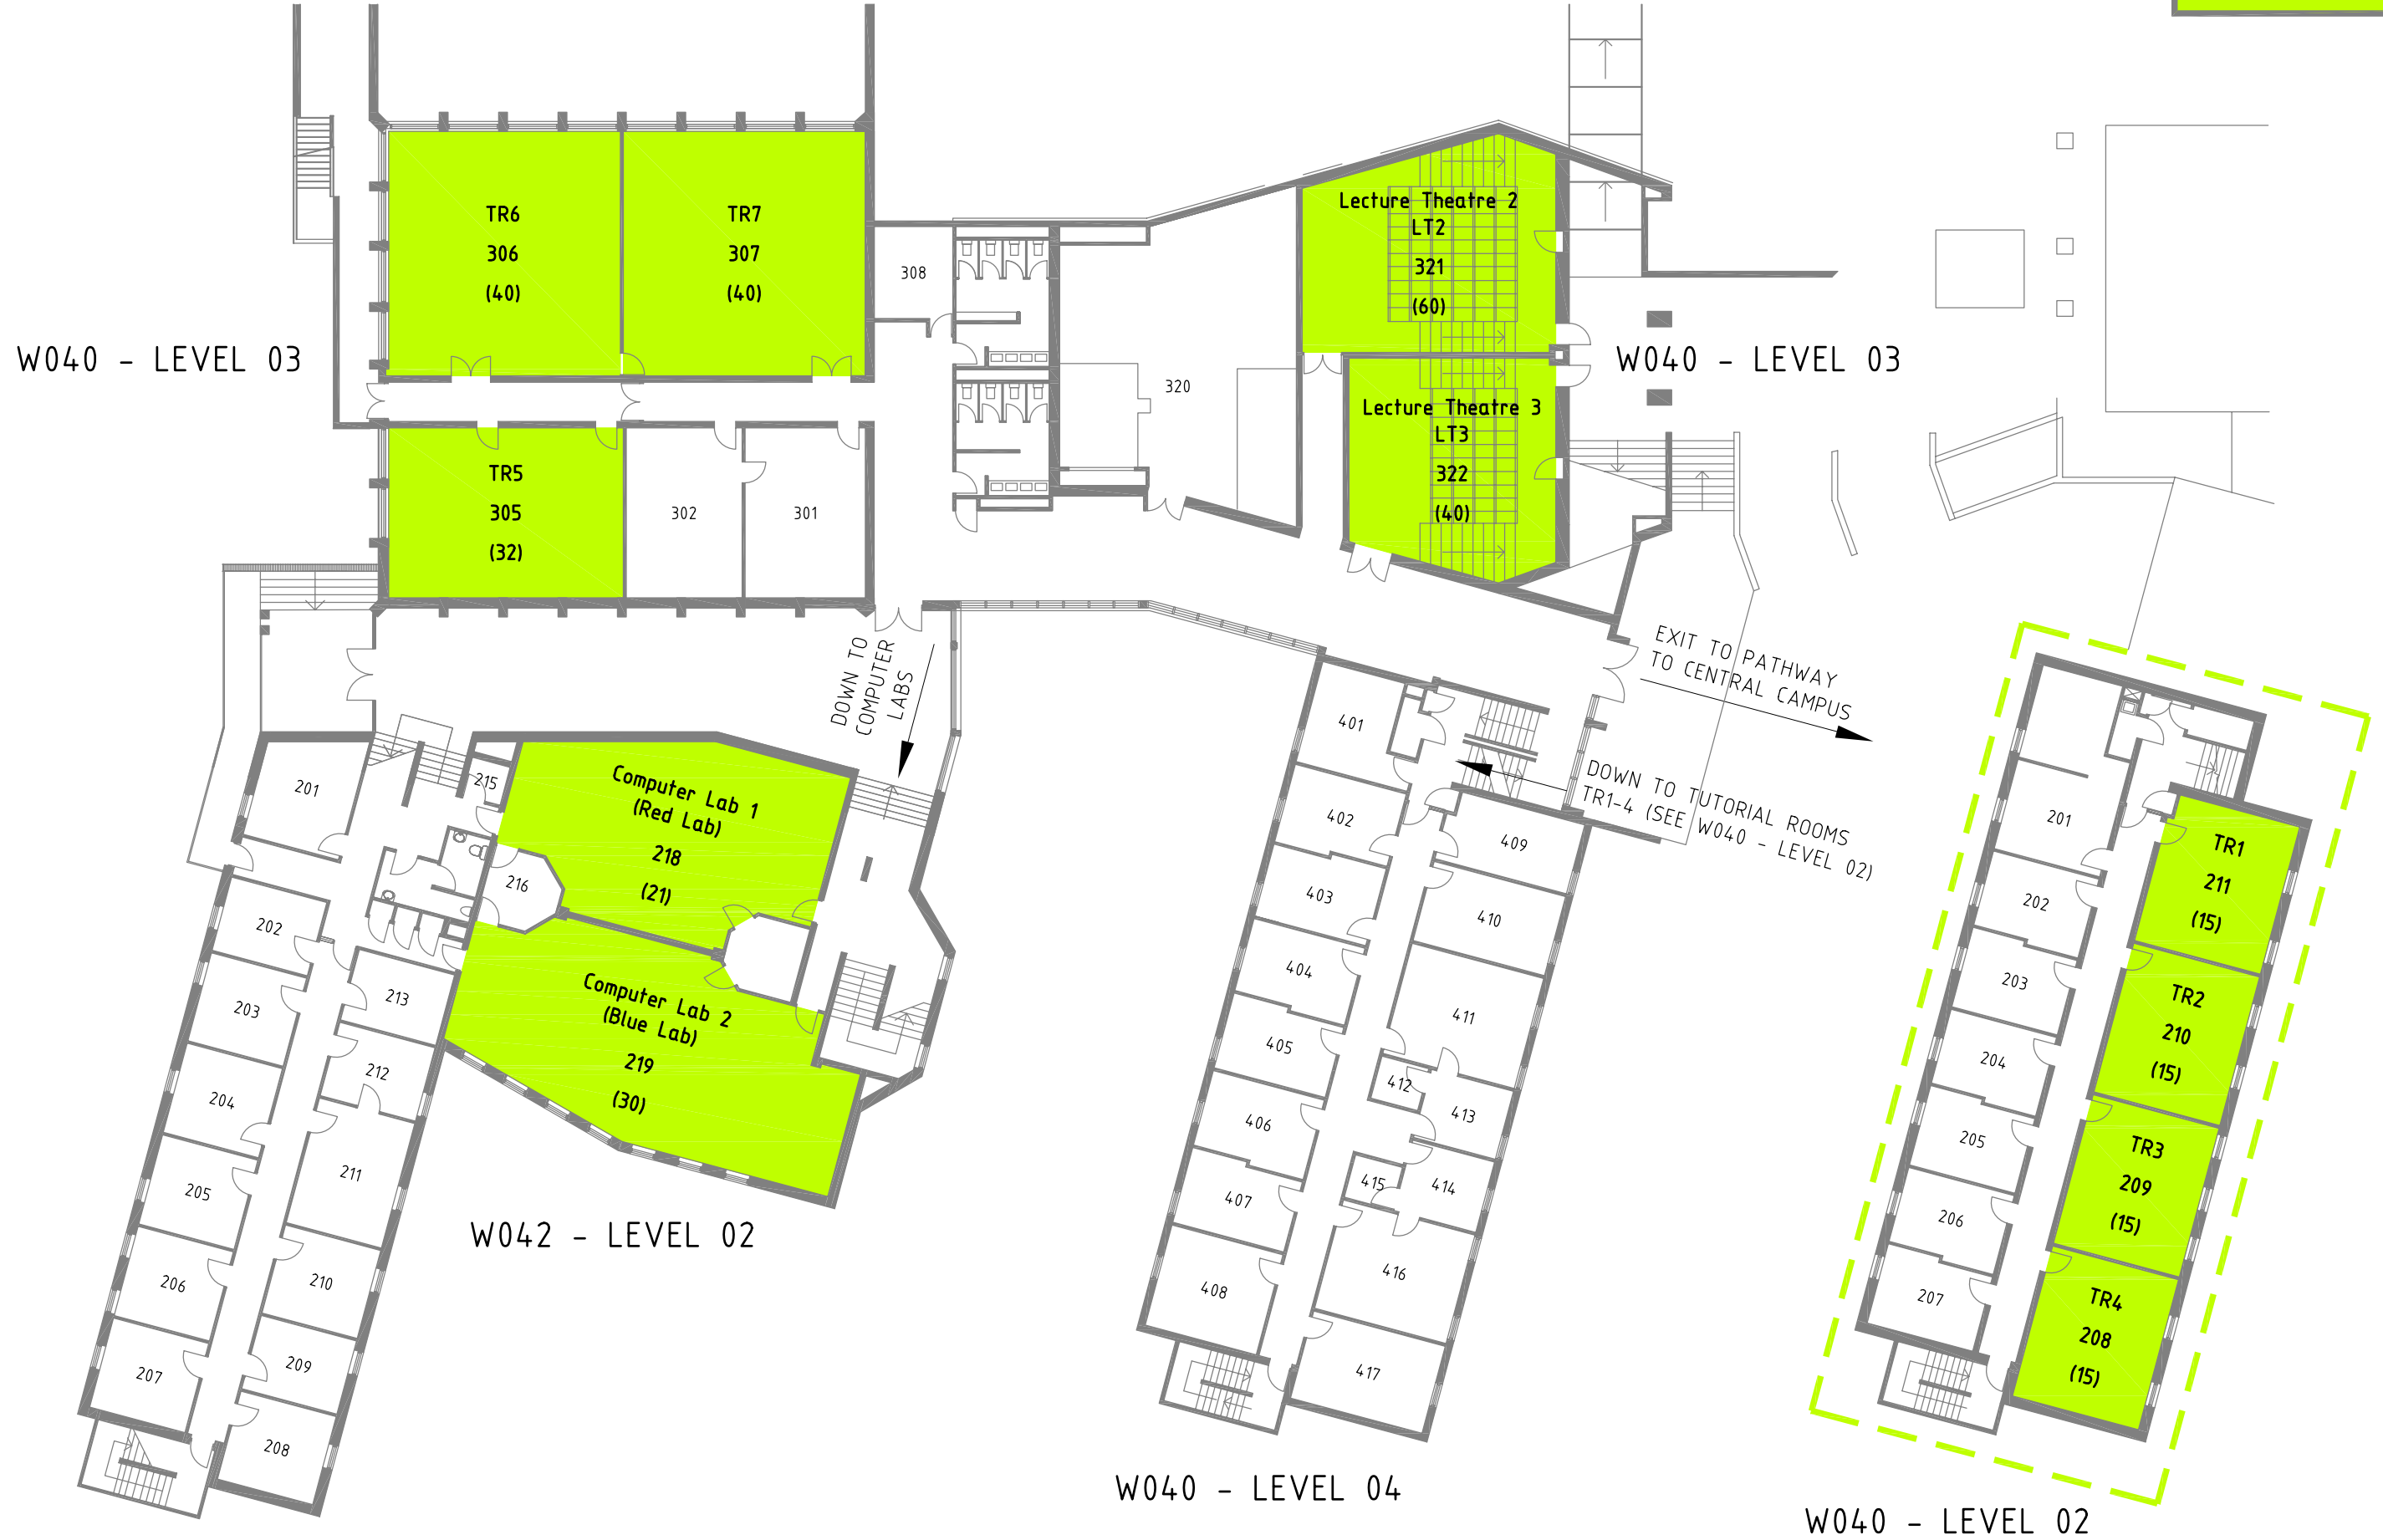 TR6
306
(40)
TR7
307
(40)
308
W040 - LEVEL 03
TR5
305
(32)
302
301
320
Lecture Theatre 2
LT2
321
(60)
Lecture Theatre 3
LT3
322
(40)
W040 - LEVEL 03
DOWN TO
COMPUTER
LABS
EXIT TO PATHWAY
TO CENTRAL CAMPUS
DOWN TO TUTORIAL ROOMS
TR1-4 (SEE W040 - LEVEL 02)
201
215
Computer Lab 1
(Red Lab)
218
(21)
216
202
203
213
Computer Lab 2
(Blue Lab)
219
(30)
212
204
211
205
206
210
207
209
208
W042 - LEVEL 02
401
402
409
403
410
404
411
405
412
413
406
407
415
414
408
416
417
W040 - LEVEL 04
201
TR1
211
(15)
202
203
TR2
210
(15)
204
205
TR3
209
(15)
206
207
TR4
208
(15)
W040 - LEVEL 02